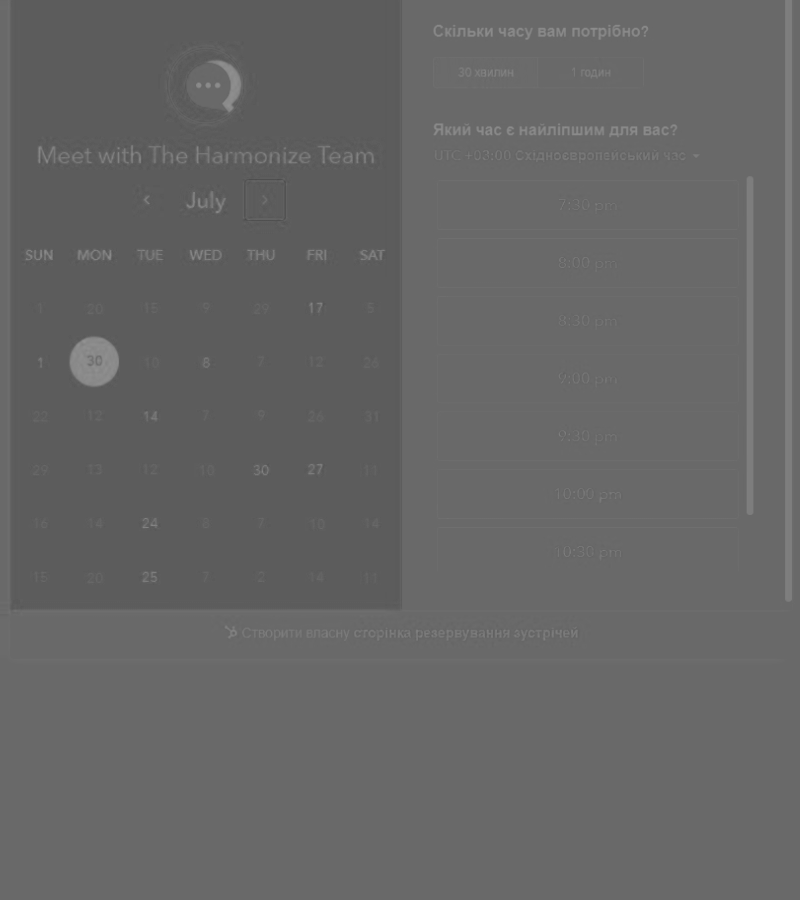 Meet with The Harmonize Team
July
SUN MON TUE WED THU FRI SAT
1 20 15 9 29 17 5
1 30 10 8 7 12 26
22 12 14 7 9 26 31
29 13 12 10 30 27 11
16 14 24 8 7 10 14
15 20 25 7 2 14 11
Скільки часу вам потрібно?
30 хвилин 1 годин
Який час є найліпшим для вас?
UTC +03:00 Східноєвропейський час
7:30 pm
8:00 pm
8:30 pm
9:00 pm
9:30 pm
10:00 pm
10:30 pm
Створити власну сторінка резервування зустрічей